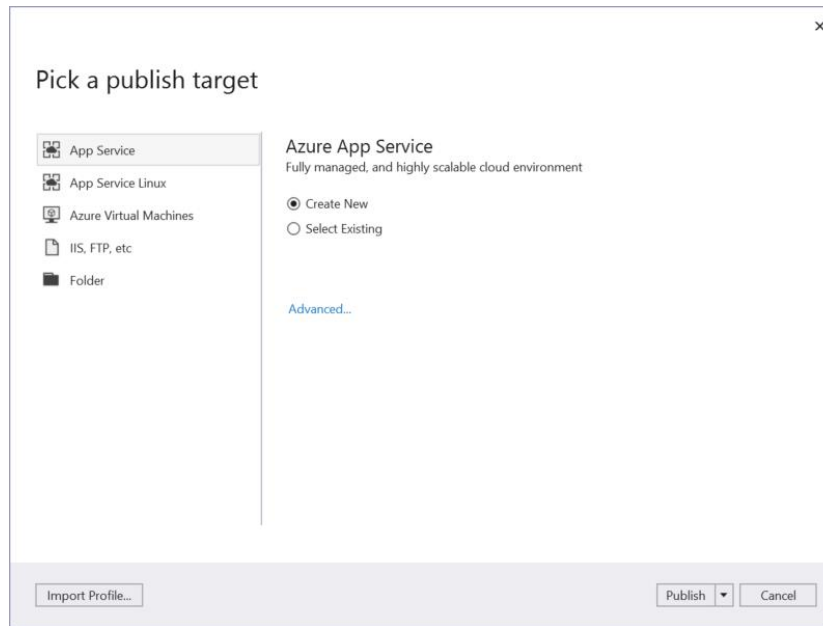 Pick a publish target
App Service
App Service Linux
Azure Virtual Machines
IIS, FTP, etc
Folder
Azure App Service
Fully managed, and highly scalable cloud environment
Create New
Select Existing
Advanced...
Import Profile...
Publish
Cancel